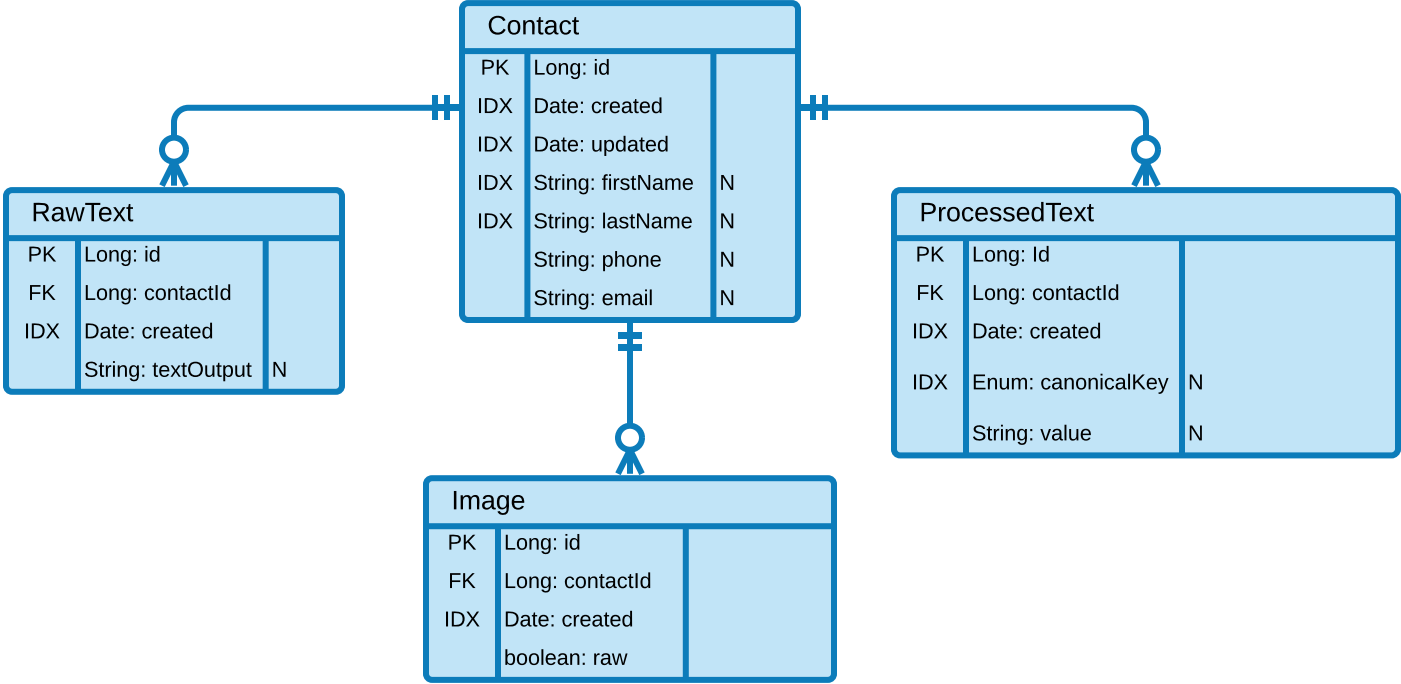 Contact
PK Long: id
IDX Date: created
IDX Date: updated
IDX String: firstName N
IDX String: lastName N
String: phone N
String: email N
RawText
PK Long: id
FK Long: contactId
IDX Date: created
String: textOutput N
ProcessedText
PK Long: Id
FK Long: contactId
IDX Date: created
IDX Enum: canonicalKey N
String: value N
Image
PK Long: id
FK Long: contactId
IDX Date: created
boolean: raw